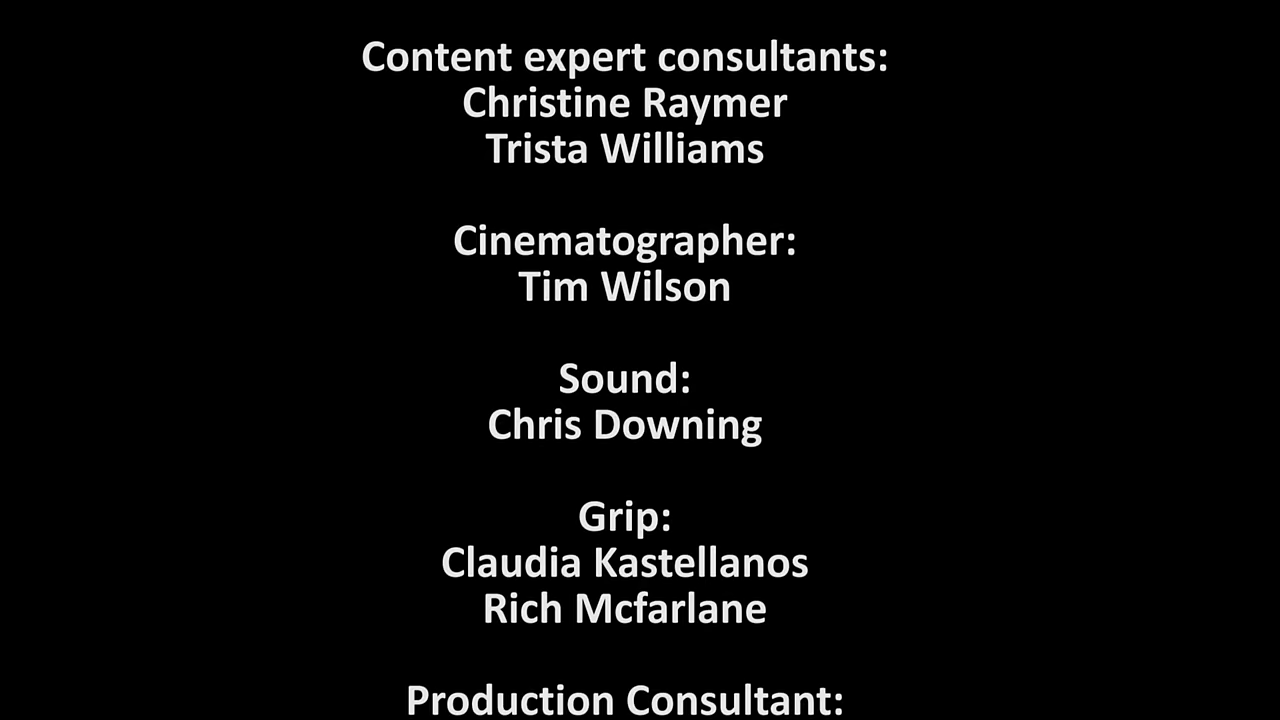 Content expert consultants:
Christine Raymer
Trista Williams
Cinematographer:
Tim Wilson
Sound:
Chris Downing
Grip:
Claudia Kastellanos
Rich Mcfarlane
Production Consultant: